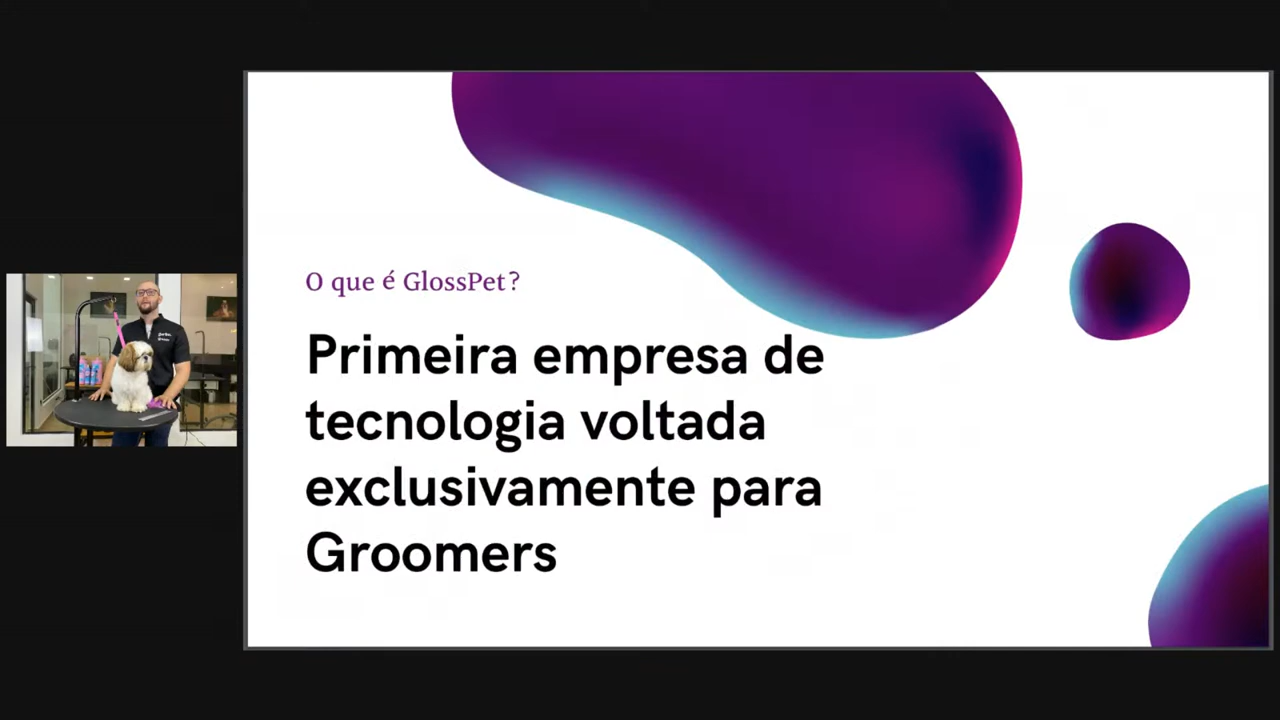 O que é GlossPet?
Primeira empresa de
tecnologia voltada
exclusivamente para
Groomers